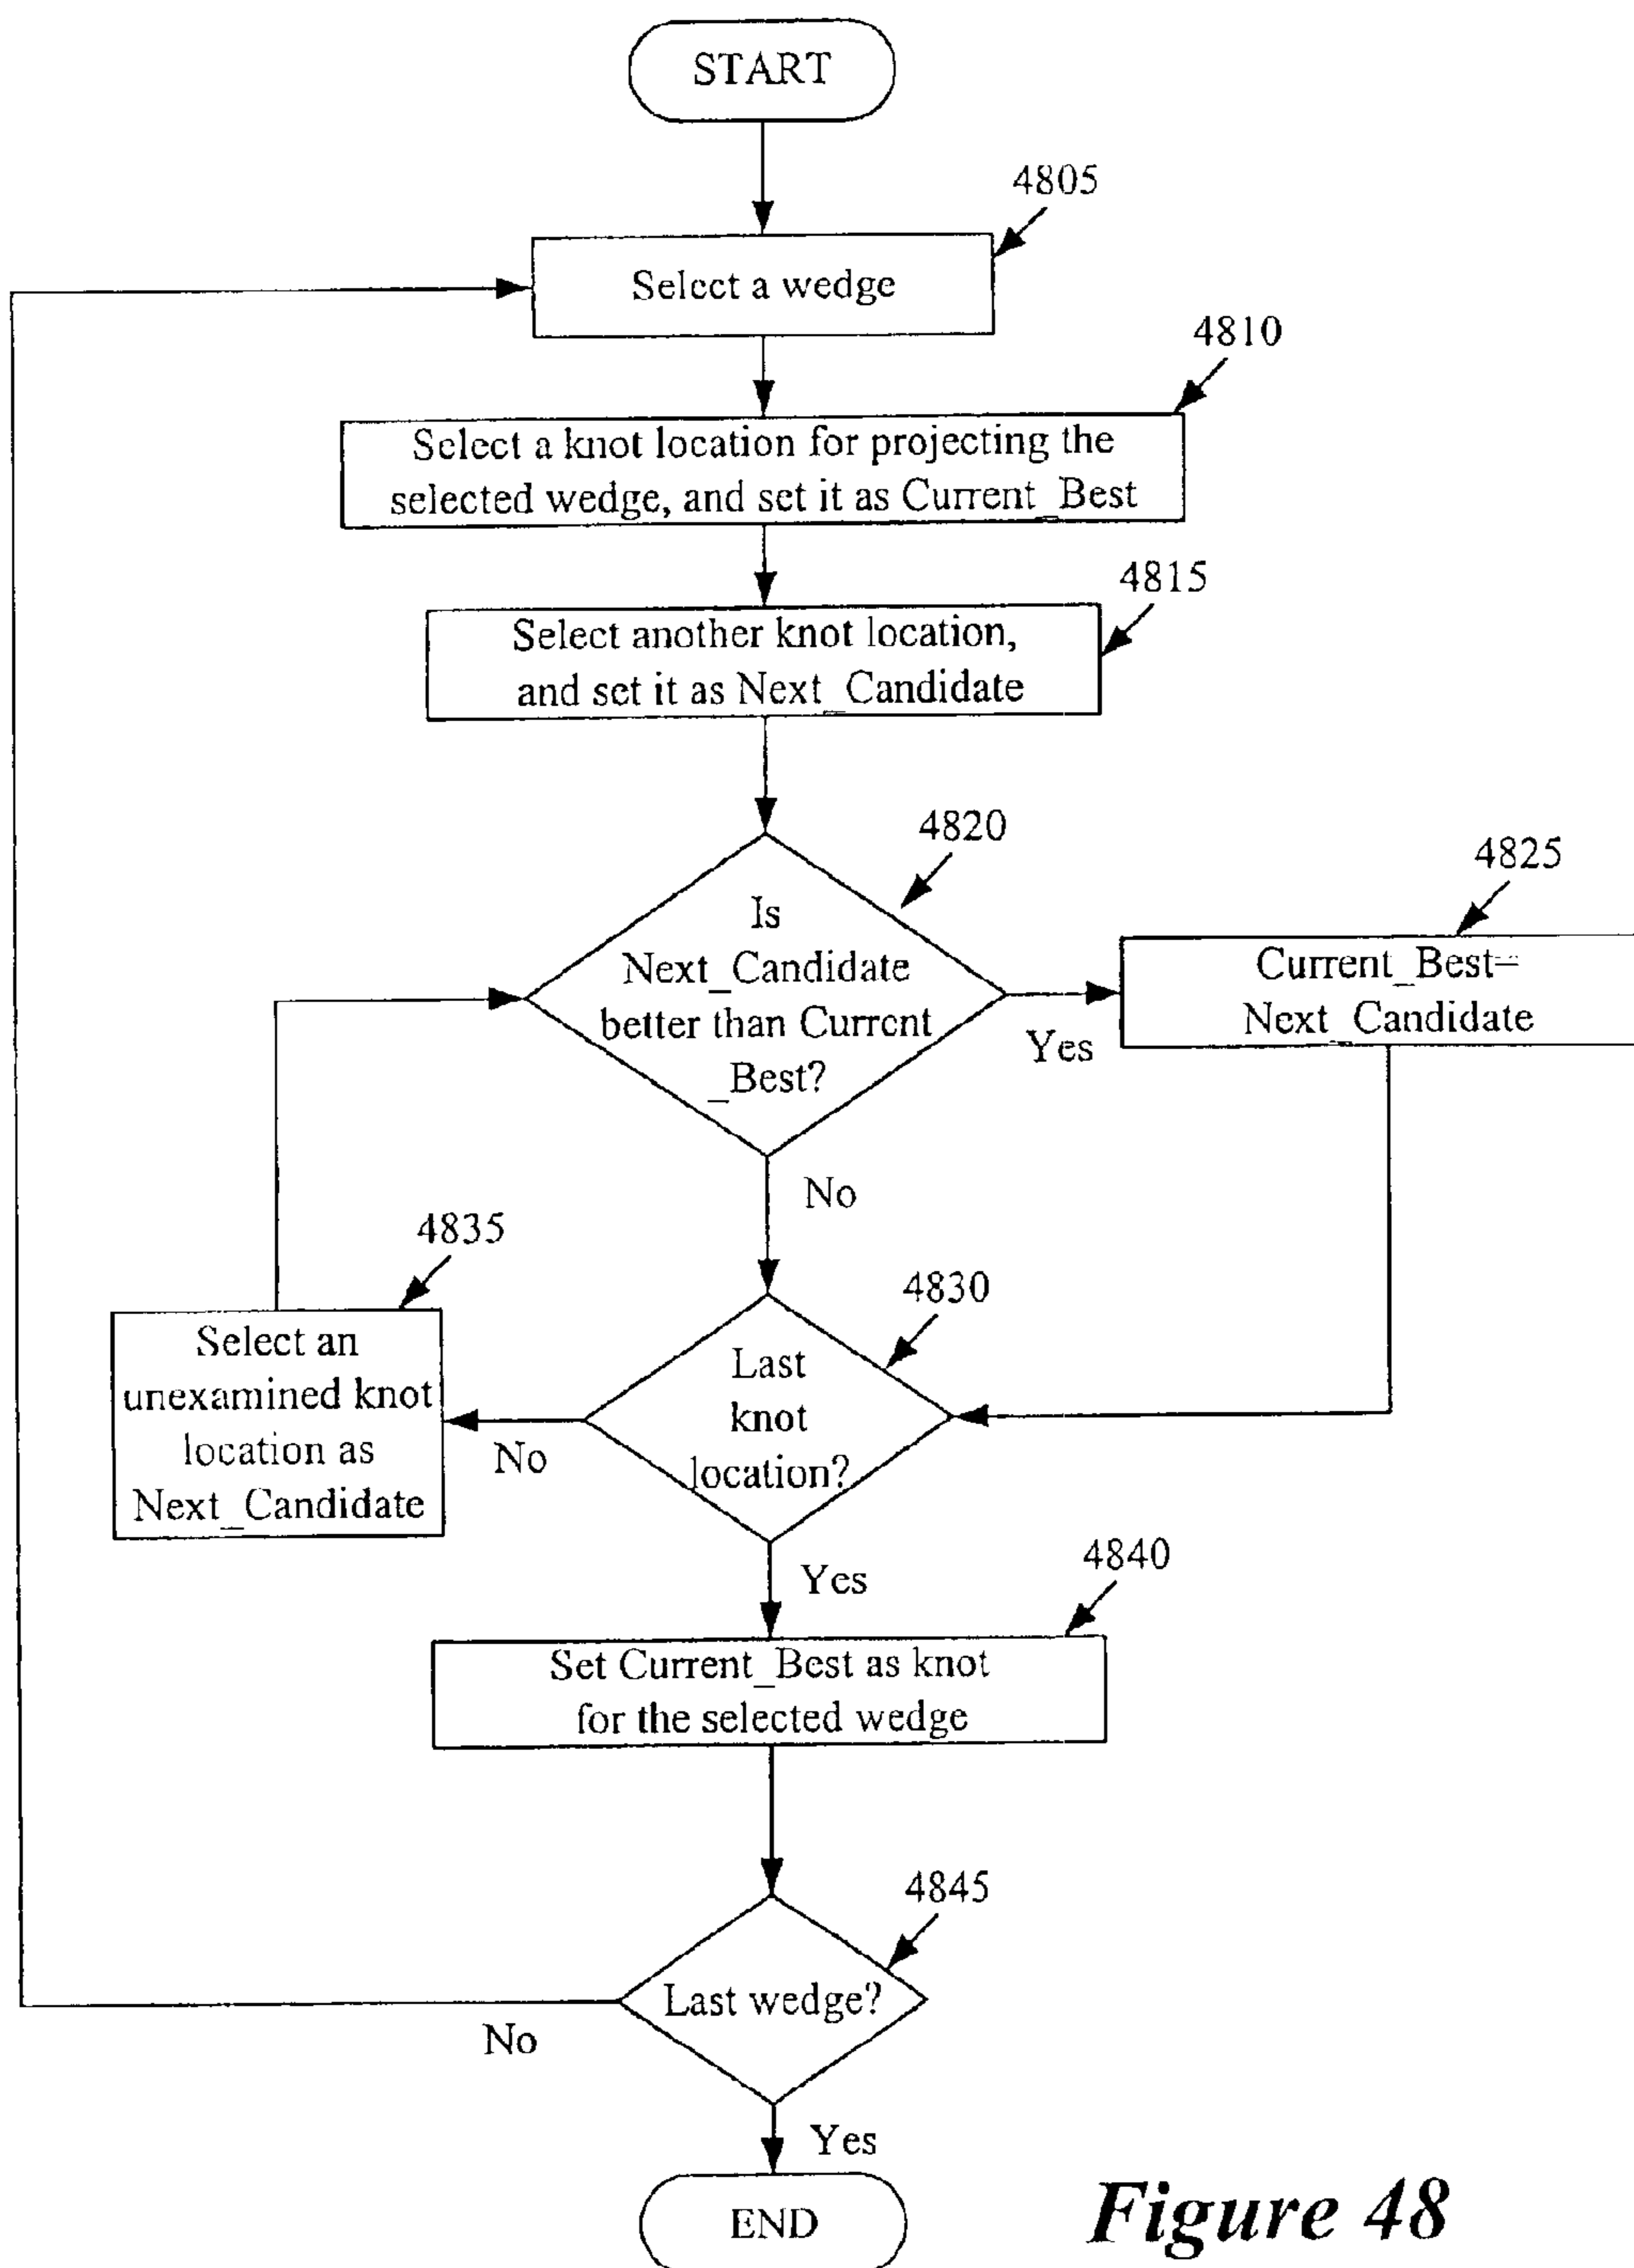 START
4805
Select a wedge
4810
Select a knot location for projecting the
selected wedge, and set it as Current_Best
4815
Select another knot location,
and set it as Next_Candidate
4820
Is
Next_Candidate
better than Current
_Best?
4825
Current_Best=
Next_Candidate
Yes
No
4835
Select an
unexamined knot
location as
Next_Candidate
4830
Last
knot
location?
No
Yes
4840
Set Current_Best as knot
for the selected wedge
4845
Last wedge?
No
Yes
END
Figure 48